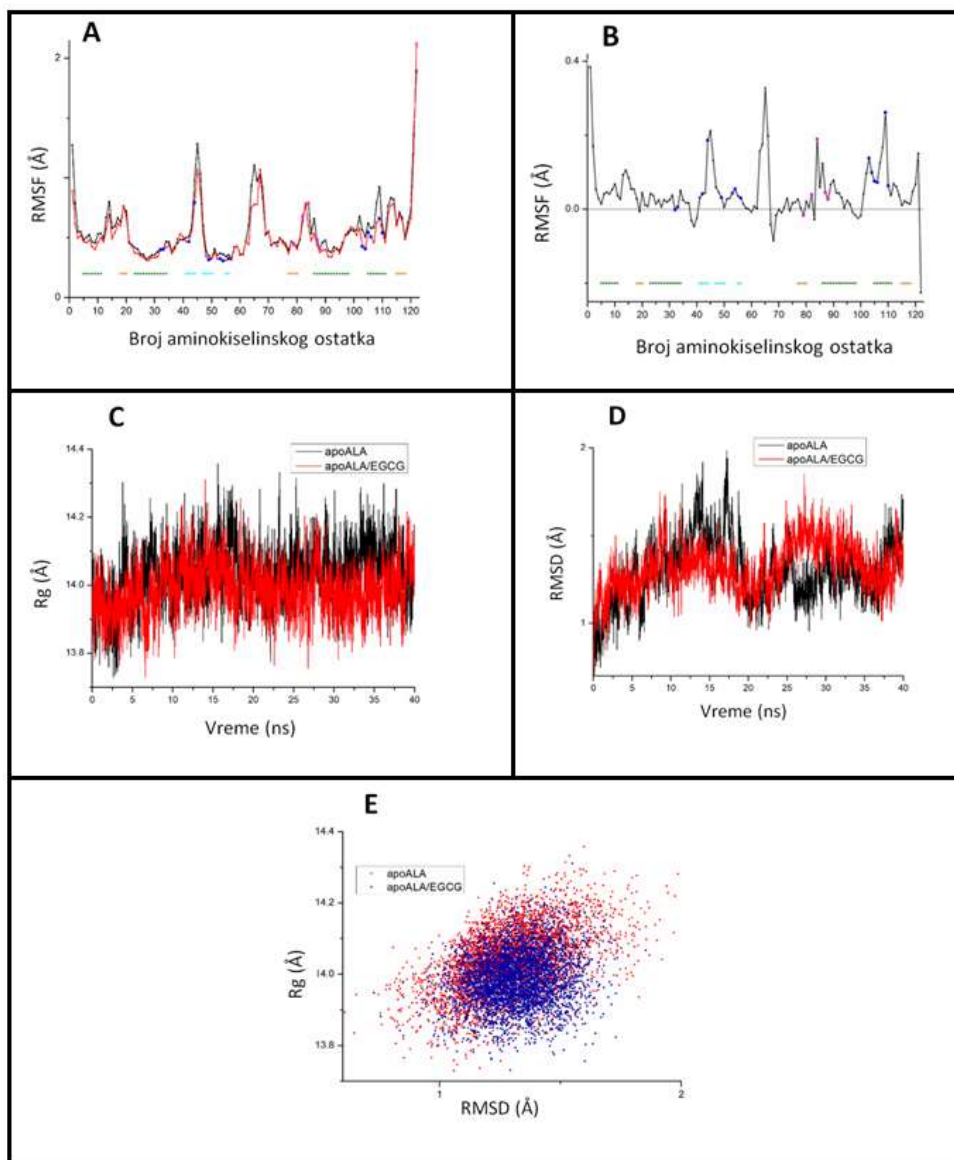 A
2
RMSF (Å)
0
0 10 20 30 40 50 60 70 80 90 100 110 120
Broj aminokiselinskog ostatka
B
0.4
RMSF (Å)
0.0
0 10 20 30 40 50 60 70 80 90 100 110 120
Broj aminokiselinskog ostatka
C
14.4
apoALA
apoALA/EGCG
14.2
Rg (Å)
14.0
13.8
0 5 10 15 20 25 30 35 40
Vreme (ns)
D
2
apoALA
apoALA/EGCG
RMSD (Å)
1
0 5 10 15 20 25 30 35 40
Vreme (ns)
E
14.4
apoALA
apoALA/EGCG
14.2
Rg (Å)
14.0
13.8
1 2
RMSD (Å)